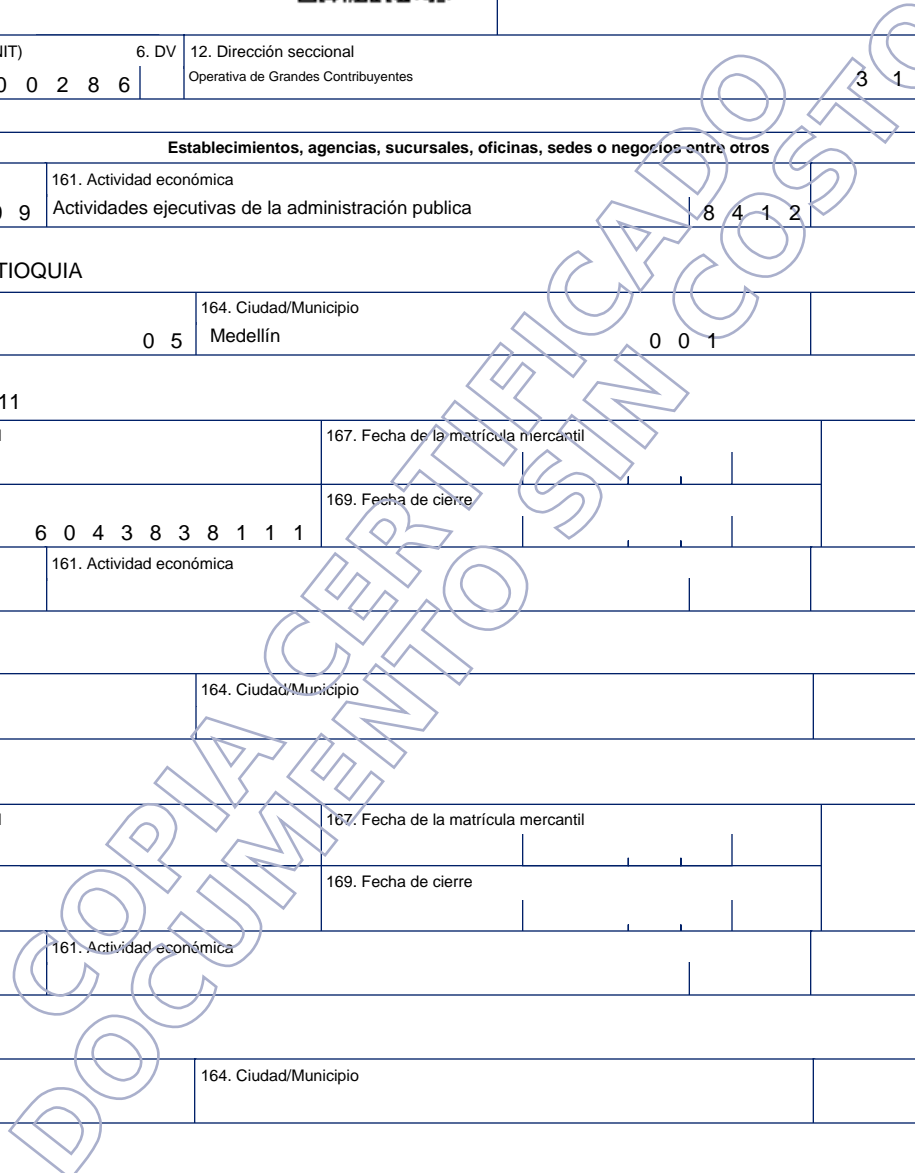 NIT) 6. DV 12. Dirección seccional
0 0 2 8 6 Operativa de Grandes Contribuyentes 3 1
Establecimientos, agencias, sucursales, oficinas, sedes o negocios entre otros
161. Actividad económica
9 Actividades ejecutivas de la administración publica 8 4 1 2
TIOQUIA
164. Ciudad/Municipio
0 5 Medellín 0 0 1
11
167. Fecha de la matrícula mercantil
169. Fecha de cierre
6 0 4 3 8 3 8 1 1 1
161. Actividad económica
164. Ciudad/Municipio
167. Fecha de la matrícula mercantil
169. Fecha de cierre
161. Actividad económica
164. Ciudad/Municipio
COPIA CERTIFICADO
DOCUMENTO SIN COSTO